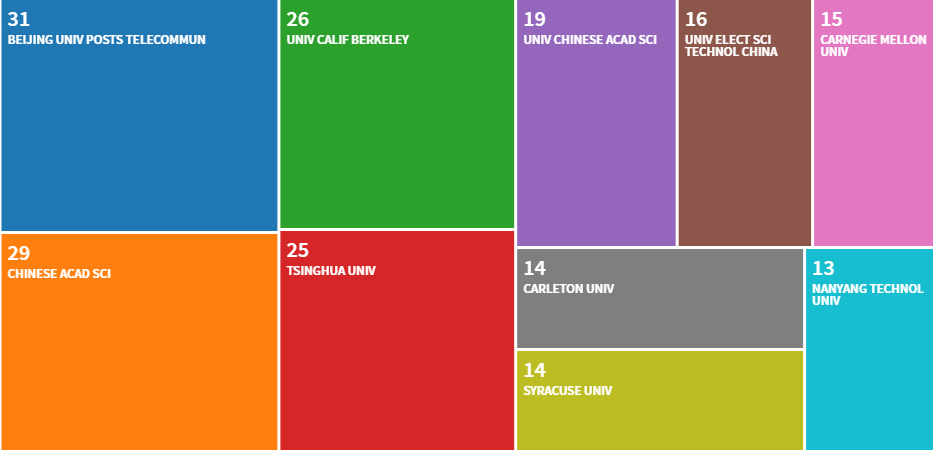 31
BEIJING UNIV POSTS TELECOMMUN
26
UNIV CALIF BERKELEY
19
UNIV CHINESE ACAD SCI
16
UNIV ELECT SCI
TECHNOL CHINA
15
CARNEGIE MELLON
UNIV
29
CHINESE ACAD SCI
25
TSINGHUA UNIV
14
CARLETON UNIV
13
NANYANG TECHNOL
UNIV
14
SYRACUSE UNIV